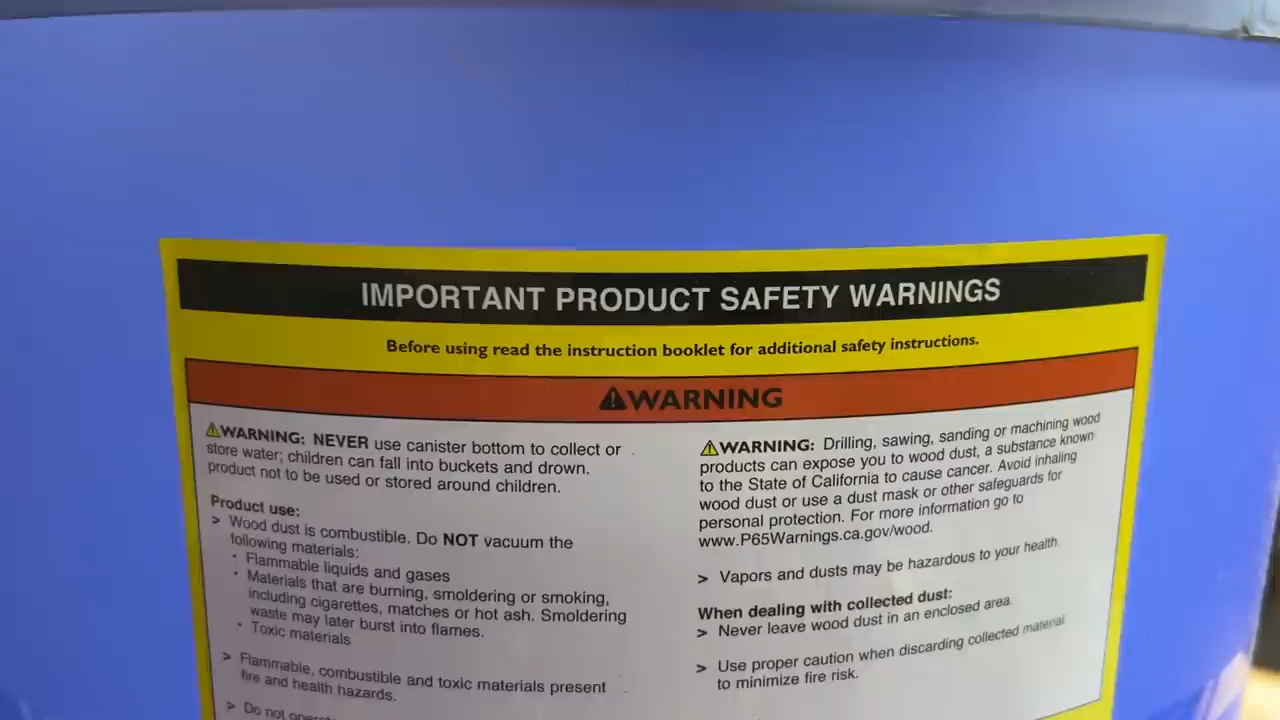 IMPORTANT PRODUCT SAFETY WARNINGS
Before using read the instruction booklet for additional safety instructions.
⚠WARNING
⚠WARNING: NEVER use canister bottom to collect or
store water; children can fall into buckets and drown.
product not to be used or stored around children.
Product use:
> Wood dust is combustible. Do NOT vacuum the
following materials:
• Flammable liquids and gases
• Materials that are burning, smoldering or smoking,
including cigarettes, matches or hot ash. Smoldering
waste may later burst into flames.
• Toxic materials
> Flammable, combustible and toxic materials present
fire and health hazards.
> Do not
⚠WARNING: Drilling, sawing, sanding or machining wood
products can expose you to wood dust, a substance known
to the State of California to cause cancer. Avoid inhaling
wood dust or use a dust mask or other safeguards for
personal protection. For more information go to
www.P65Warnings.ca.gov/wood.
> Vapors and dusts may be hazardous to your health.
When dealing with collected dust:
> Never leave wood dust in an enclosed area.
> Use proper caution when discarding collected material
to minimize fire risk.